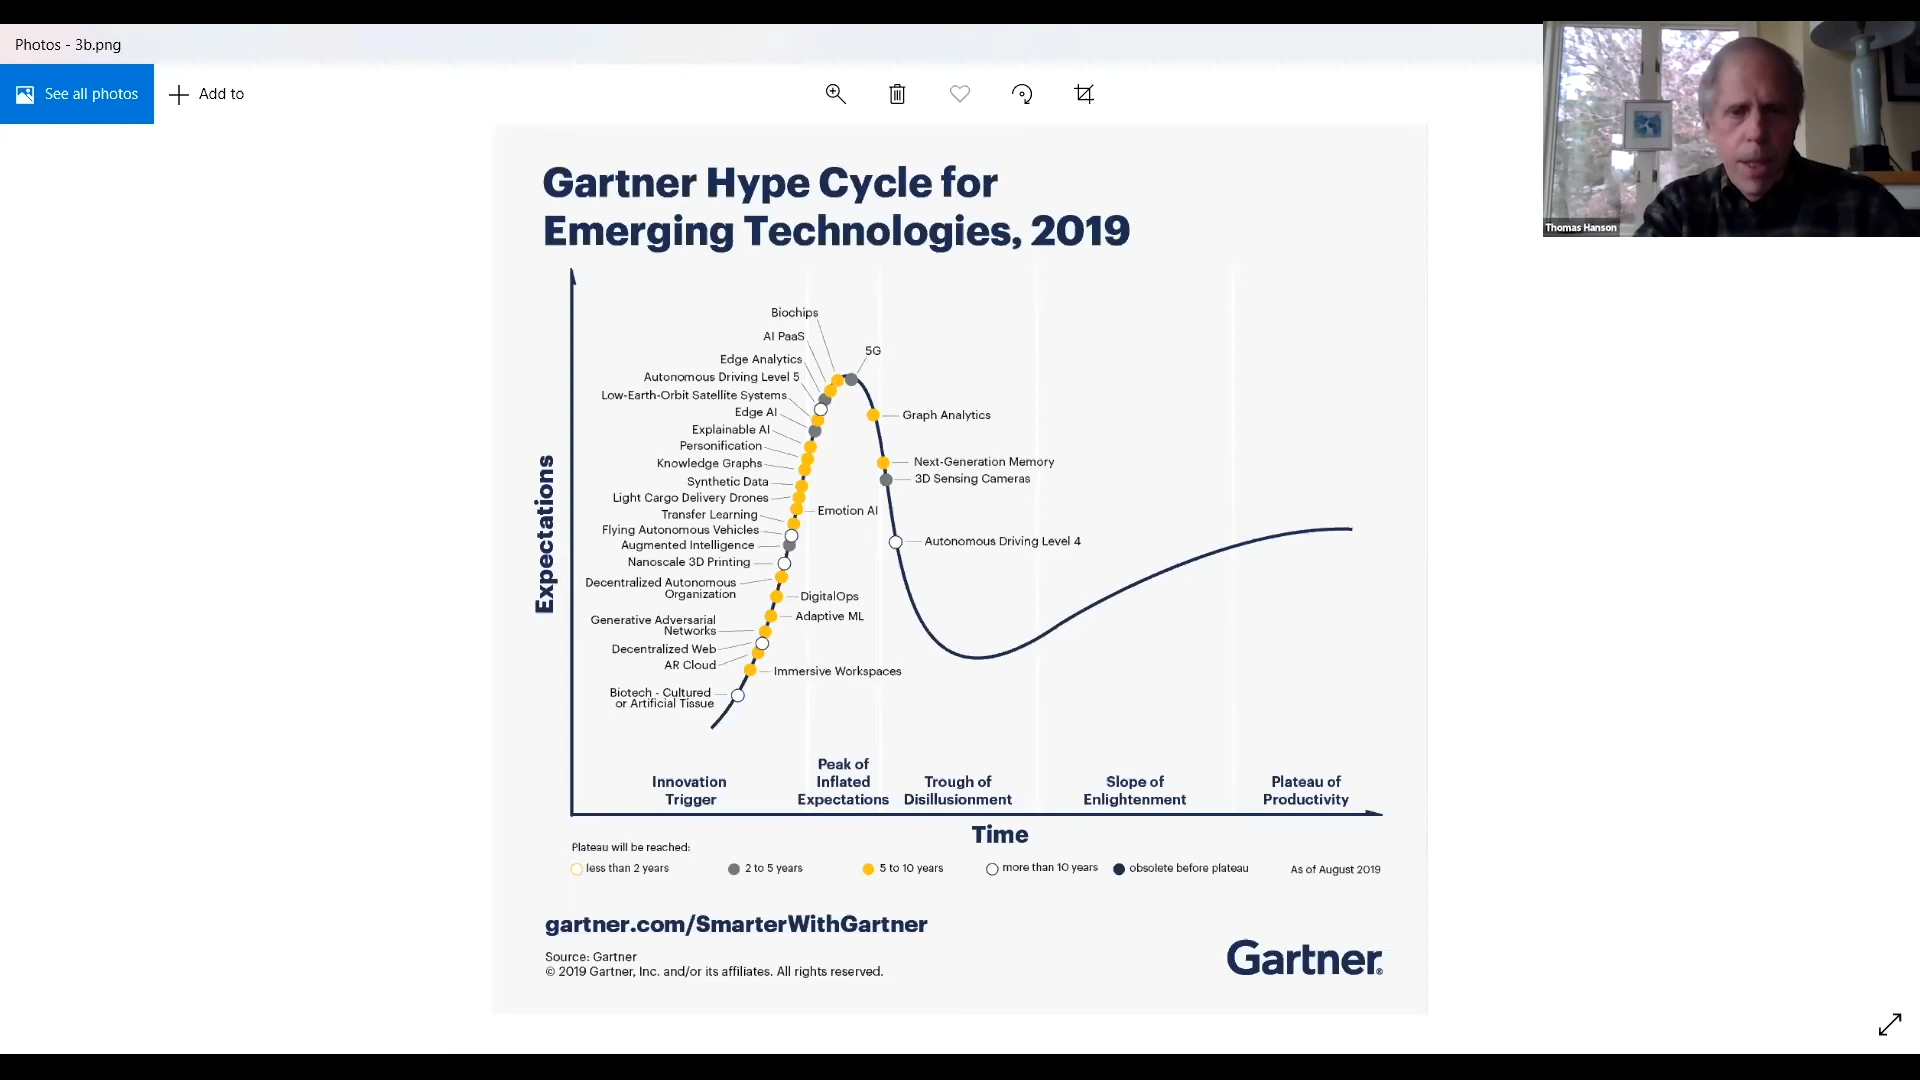 Photos - 3b.png
See all photos
Add to
Thomas Hanson
Gartner Hype Cycle for
Emerging Technologies, 2019
Expectations
Biochips
AI PaaS
5G
Edge Analytics
Autonomous Driving Level 5
Low-Earth-Orbit Satellite Systems
Edge AI
Graph Analytics
Explainable AI
Personification
Knowledge Graphs
Next-Generation Memory
Synthetic Data
3D Sensing Cameras
Light Cargo Delivery Drones
Transfer Learning
Emotion AI
Flying Autonomous Vehicles
Augmented Intelligence
Autonomous Driving Level 4
Nanoscale 3D Printing
Decentralized Autonomous
Organization
DigitalOps
Generative Adversarial
Networks
Adaptive ML
Decentralized Web
AR Cloud
Immersive Workspaces
Biotech - Cultured
or Artificial Tissue
Innovation
Trigger
Peak of
Inflated
Expectations
Trough of
Disillusionment
Slope of
Enlightenment
Plateau of
Productivity
Time
Plateau will be reached:
less than 2 years
2 to 5 years
5 to 10 years
more than 10 years
obsolete before plateau
As of August 2019
gartner.com/SmarterWithGartner
Source: Gartner
© 2019 Gartner, Inc. and/or its affiliates. All rights reserved.
Gartner®